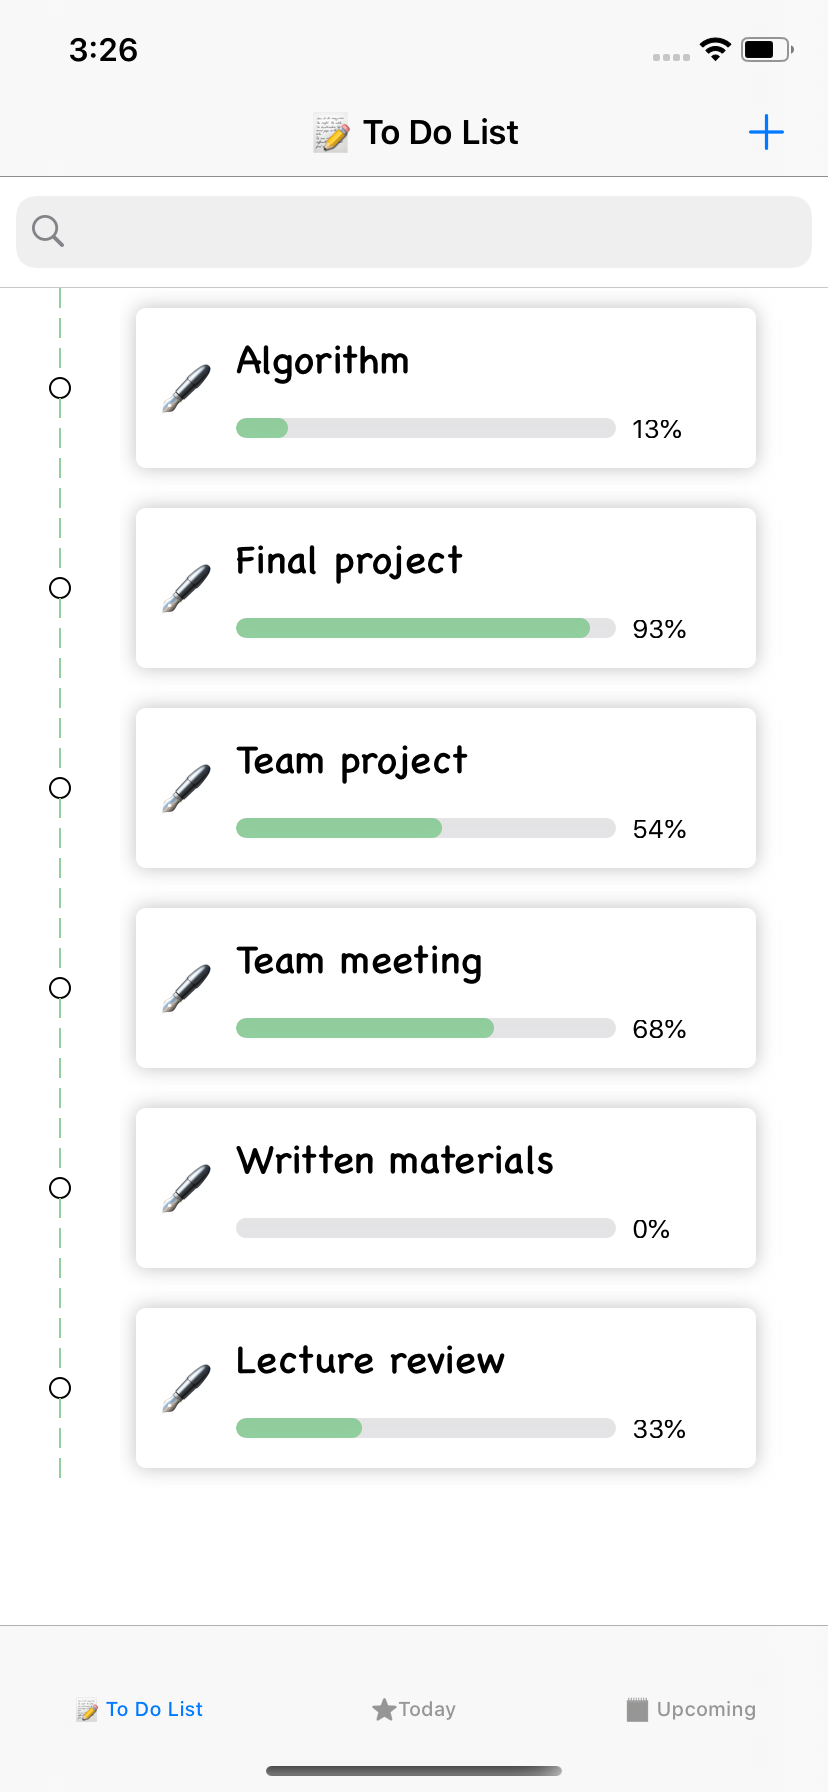 3:26
To Do List
Algorithm
13%
Final project
93%
Team project
54%
Team meeting
68%
Written materials
0%
Lecture review
33%
To Do List
Today
Upcoming